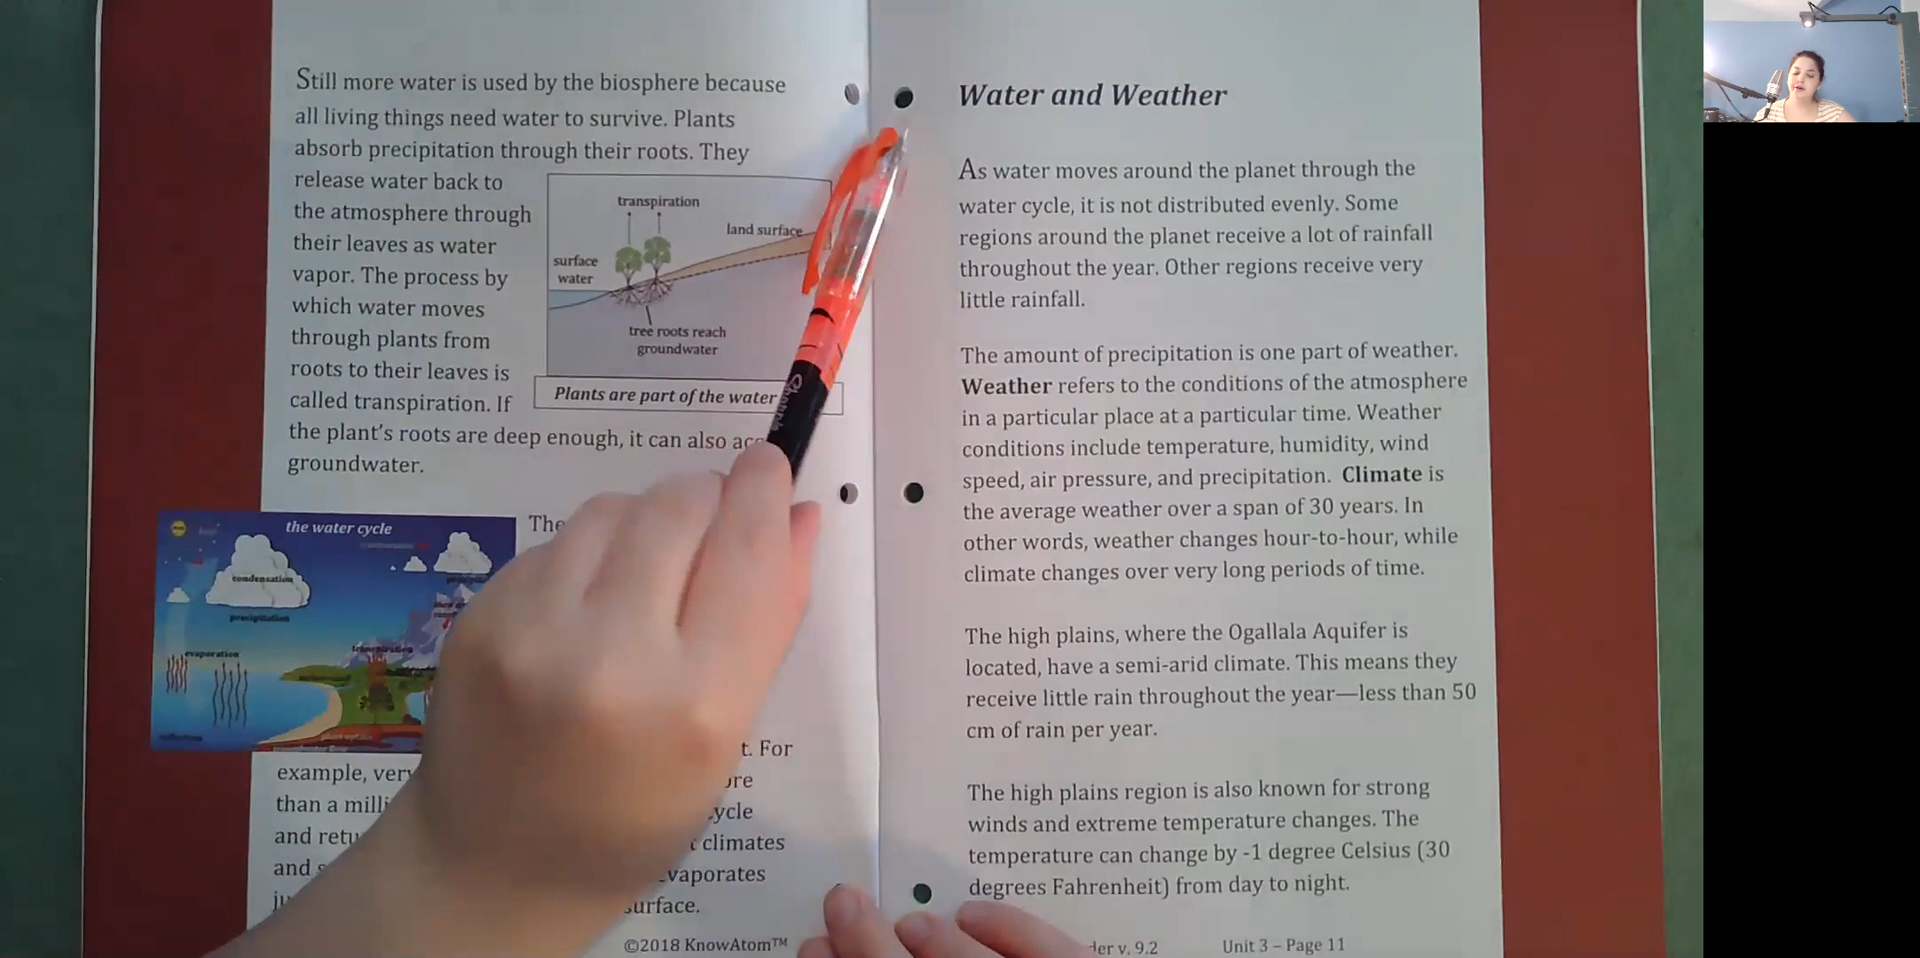 Still more water is used by the biosphere because
all living things need water to survive. Plants
absorb precipitation through their roots. They
release water back to
the atmosphere through
their leaves as water
vapor. The process by
which water moves
through plants from
roots to their leaves is
called transpiration. If
the plant's roots are deep enough, it can also
groundwater.
transpiration
land surface
surface
water
tree roots reach
groundwater
Plants are part of the water
The
the water cycle
condensation
precipitation
evaporation
transpiration
t. For
example, very
than a milli
ycle
and retu
climates
and
vaporates
surface.
©2018 KnowAtom™
Water and Weather
As water moves around the planet through the
water cycle, it is not distributed evenly. Some
regions around the planet receive a lot of rainfall
throughout the year. Other regions receive very
little rainfall.
The amount of precipitation is one part of weather.
Weather refers to the conditions of the atmosphere
in a particular place at a particular time. Weather
conditions include temperature, humidity, wind
speed, air pressure, and precipitation. Climate is
the average weather over a span of 30 years. In
other words, weather changes hour-to-hour, while
climate changes over very long periods of time.
The high plains, where the Ogallala Aquifer is
located, have a semi-arid climate. This means they
receive little rain throughout the year—less than 50
cm of rain per year.
The high plains region is also known for strong
winds and extreme temperature changes. The
temperature can change by -1 degree Celsius (30
degrees Fahrenheit) from day to night.
v. 9.2
Unit 3 – Page 11
Sharpie